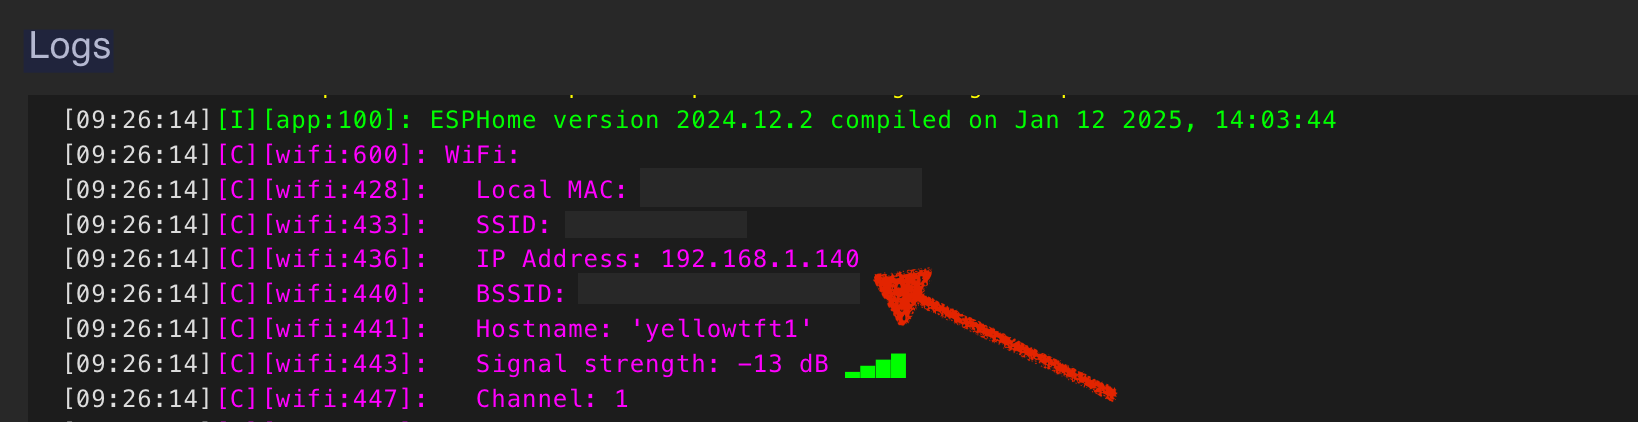 Logs
[09:26:14][I][app:100]: ESPHome version 2024.12.2 compiled on Jan 12 2025, 14:03:44
[09:26:14][C][wifi:600]: WiFi:
[09:26:14][C][wifi:428]:   Local MAC:
[09:26:14][C][wifi:433]:   SSID:
[09:26:14][C][wifi:436]:   IP Address: 192.168.1.140
[09:26:14][C][wifi:440]:   BSSID:
[09:26:14][C][wifi:441]:   Hostname: 'yellowtft1'
[09:26:14][C][wifi:443]:   Signal strength: −13 dB
[09:26:14][C][wifi:447]:   Channel: 1